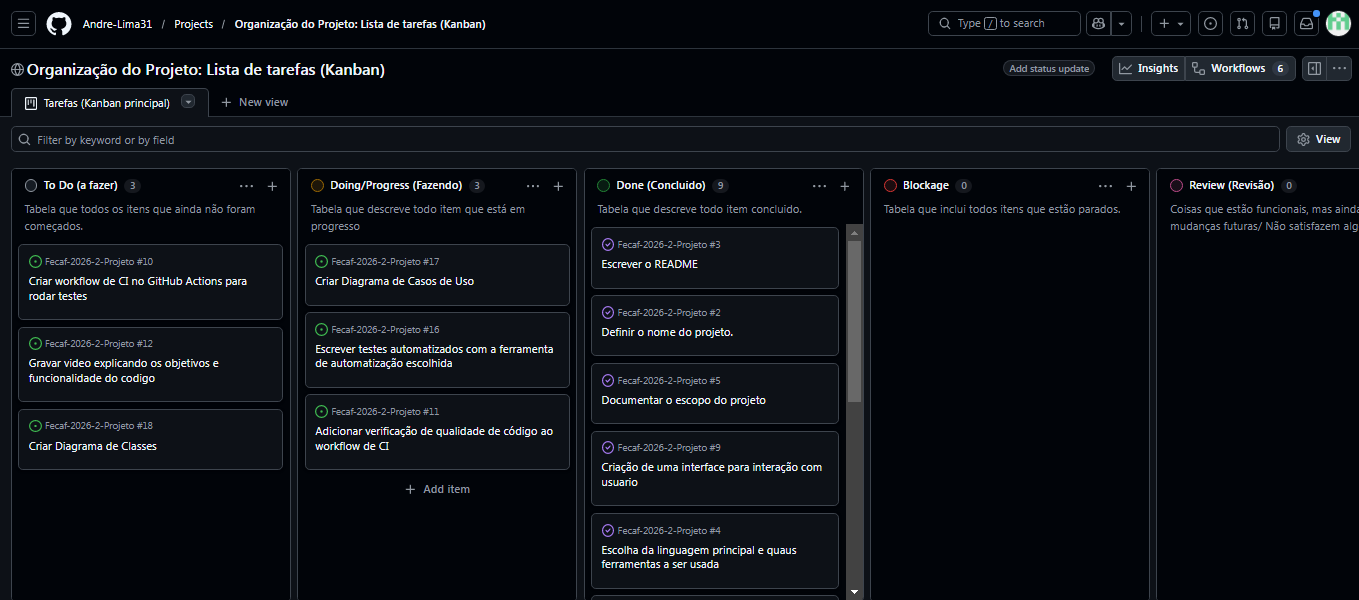 Andre-Lima31 / Projects / Organização do Projeto: Lista de tarefas (Kanban)
Type / to search
Organização do Projeto: Lista de tarefas (Kanban)
Add status update
Insights
Workflows 6
Tarefas (Kanban principal)
New view
Filter by keyword or by field
View
To Do (a fazer) 3
Tabela que todos os itens que ainda não foram
começados.
Fecaf-2026-2-Projeto #10
Criar workflow de CI no GitHub Actions para
rodar testes
Fecaf-2026-2-Projeto #12
Gravar video explicando os objetivos e
funcionalidade do codigo
Fecaf-2026-2-Projeto #18
Criar Diagrama de Classes
Doing/Progress (Fazendo) 3
Tabela que descreve todo item que está em
progresso
Fecaf-2026-2-Projeto #17
Criar Diagrama de Casos de Uso
Fecaf-2026-2-Projeto #16
Escrever testes automatizados com a ferramenta
de automatização escolhida
Fecaf-2026-2-Projeto #11
Adicionar verificação de qualidade de código ao
workflow de CI
Add item
Done (Concluido) 9
Tabela que descreve todo item concluido.
Fecaf-2026-2-Projeto #3
Escrever o README
Fecaf-2026-2-Projeto #2
Definir o nome do projeto.
Fecaf-2026-2-Projeto #5
Documentar o escopo do projeto
Fecaf-2026-2-Projeto #9
Criação de uma interface para interação com
usuario
Fecaf-2026-2-Projeto #4
Escolha da linguagem principal e quaus
ferramentas a ser usada
Blockage 0
Tabela que inclui todos itens que estão parados.
Review (Revisão) 0
Coisas que estão funcionais, mas ainda
mudanças futuras/ Não satisfazem alg